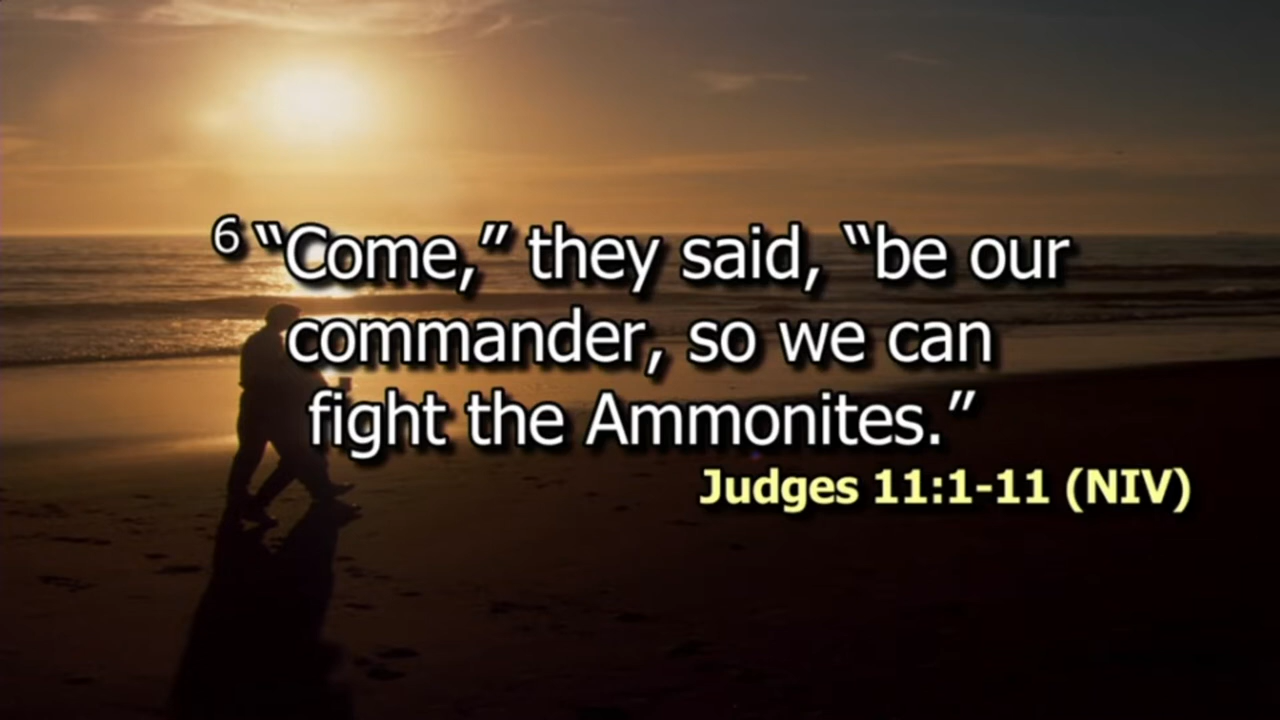 6 “Come,” they said, “be our
commander, so we can
fight the Ammonites.”
Judges 11:1-11 (NIV)